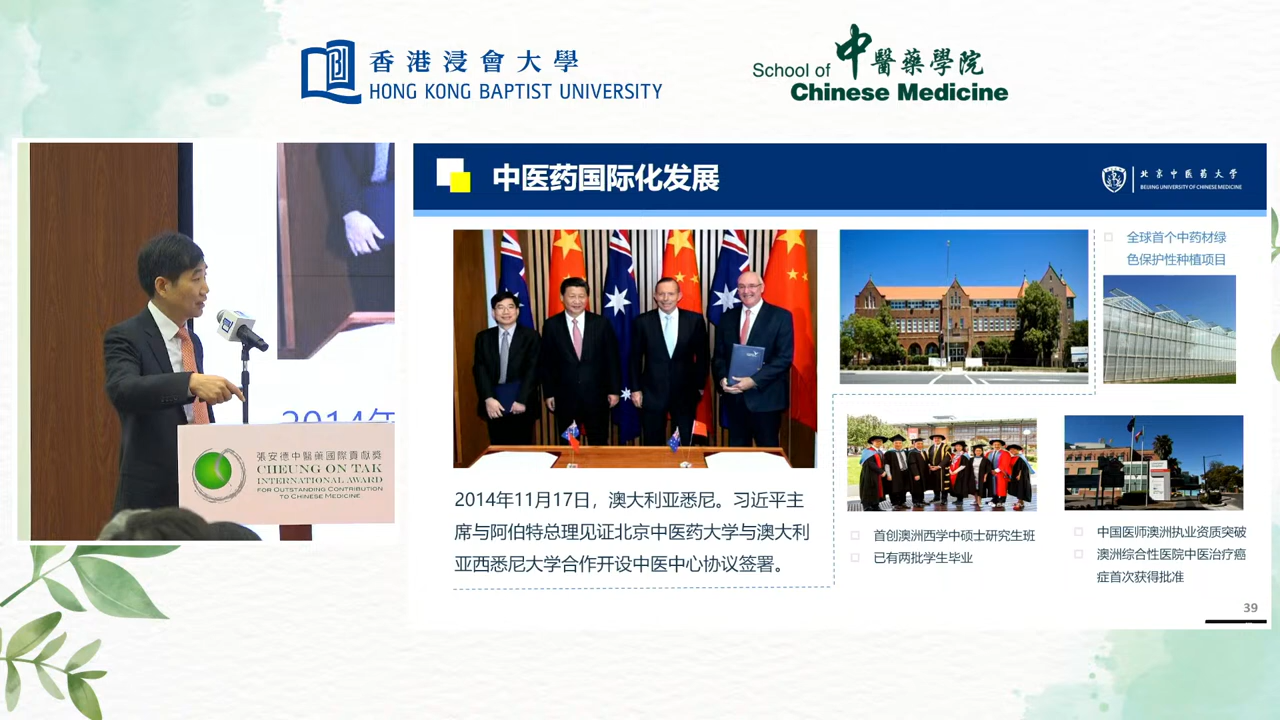 香港浸會大學
HONG KONG BAPTIST UNIVERSITY
School of
中醫藥學院
Chinese Medicine
2014年
張安德中醫藥國際貢獻獎
CHEUNG ON TAK
INTERNATIONAL AWARD
FOR OUTSTANDING CONTRIBUTION
TO CHINESE MEDICINE
中医药国际化发展
北京中医药大学
BEIJING UNIVERSITY OF CHINESE MEDICINE
2014年11月17日，澳大利亚悉尼。习近平主
席与阿伯特总理见证北京中医药大学与澳大利
亚西悉尼大学合作开设中医中心协议签署。
全球首个中药材绿
色保护性种植项目
首创澳洲西学中硕士研究生班
已有两批学生毕业
中国医师澳洲执业资质突破
澳洲综合性医院中医治疗癌
症首次获得批准
39